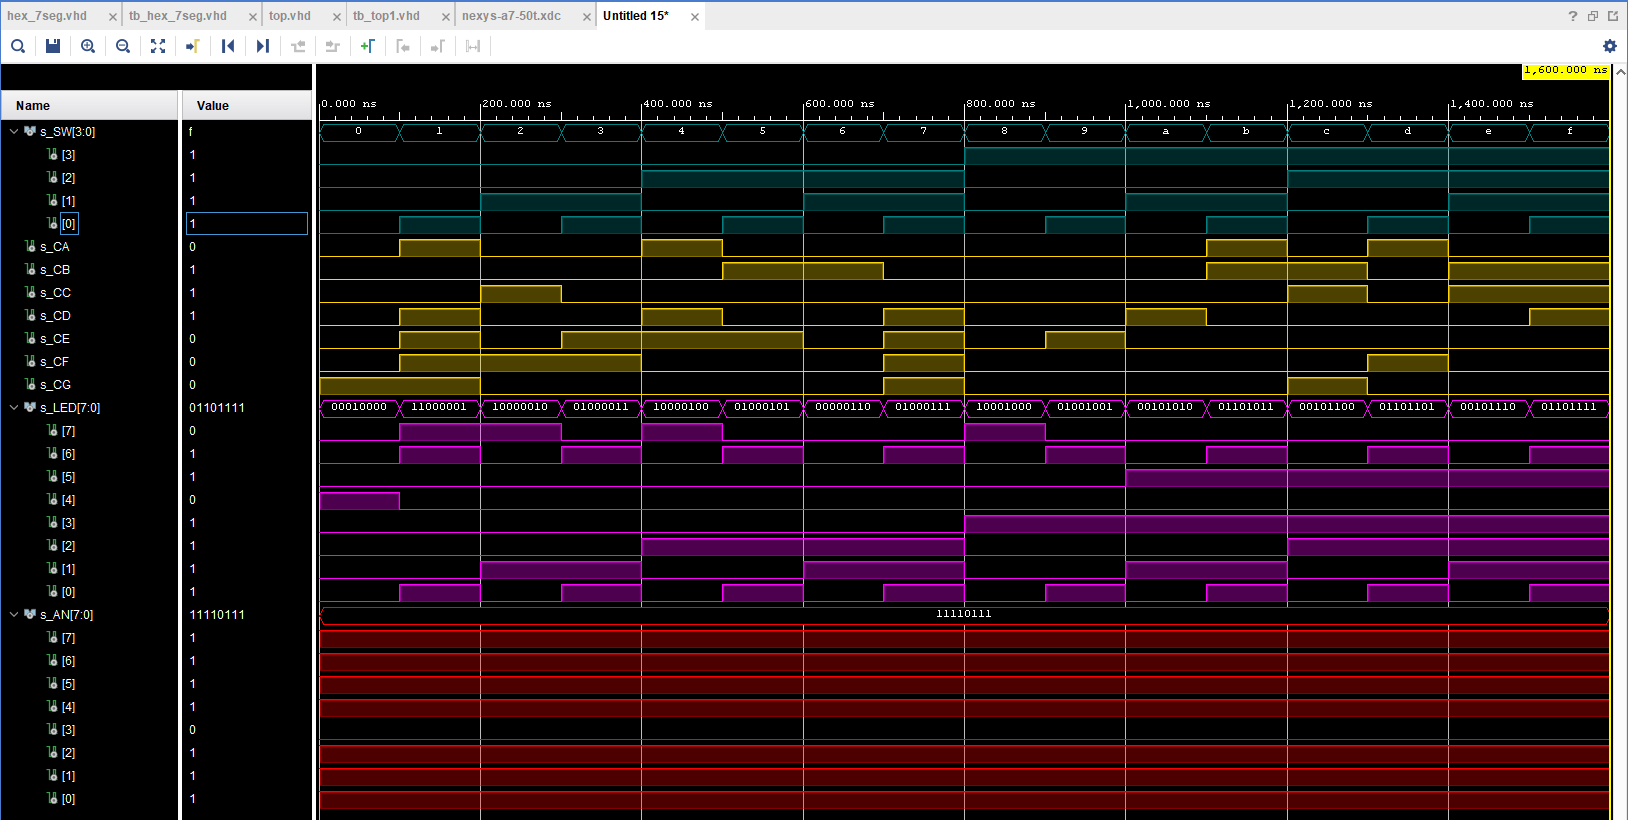 hex_7seg.vhd × tb_hex_7seg.vhd × top.vhd × tb_top1.vhd × nexys-a7-50t.xdc × Untitled 15* ×
1,600.000 ns
Name Value 0.000 ns 200.000 ns 400.000 ns 600.000 ns 800.000 ns 1,000.000 ns 1,200.000 ns 1,400.000 ns
s_SW[3:0] f 0 1 2 3 4 5 6 7 8 9 a b c d e f
[3] 1
[2] 1
[1] 1
[0] 1
s_CA 0
s_CB 1
s_CC 1
s_CD 1
s_CE 0
s_CF 0
s_CG 0
s_LED[7:0] 01101111 00010000 11000001 10000010 01000011 10000100 01000101 00000110 01000111 10001000 01001001 00101010 01101011 00101100 01101101 00101110 01101111
[7] 0
[6] 1
[5] 1
[4] 0
[3] 1
[2] 1
[1] 1
[0] 1
s_AN[7:0] 11110111 11110111
[7] 1
[6] 1
[5] 1
[4] 1
[3] 0
[2] 1
[1] 1
[0] 1